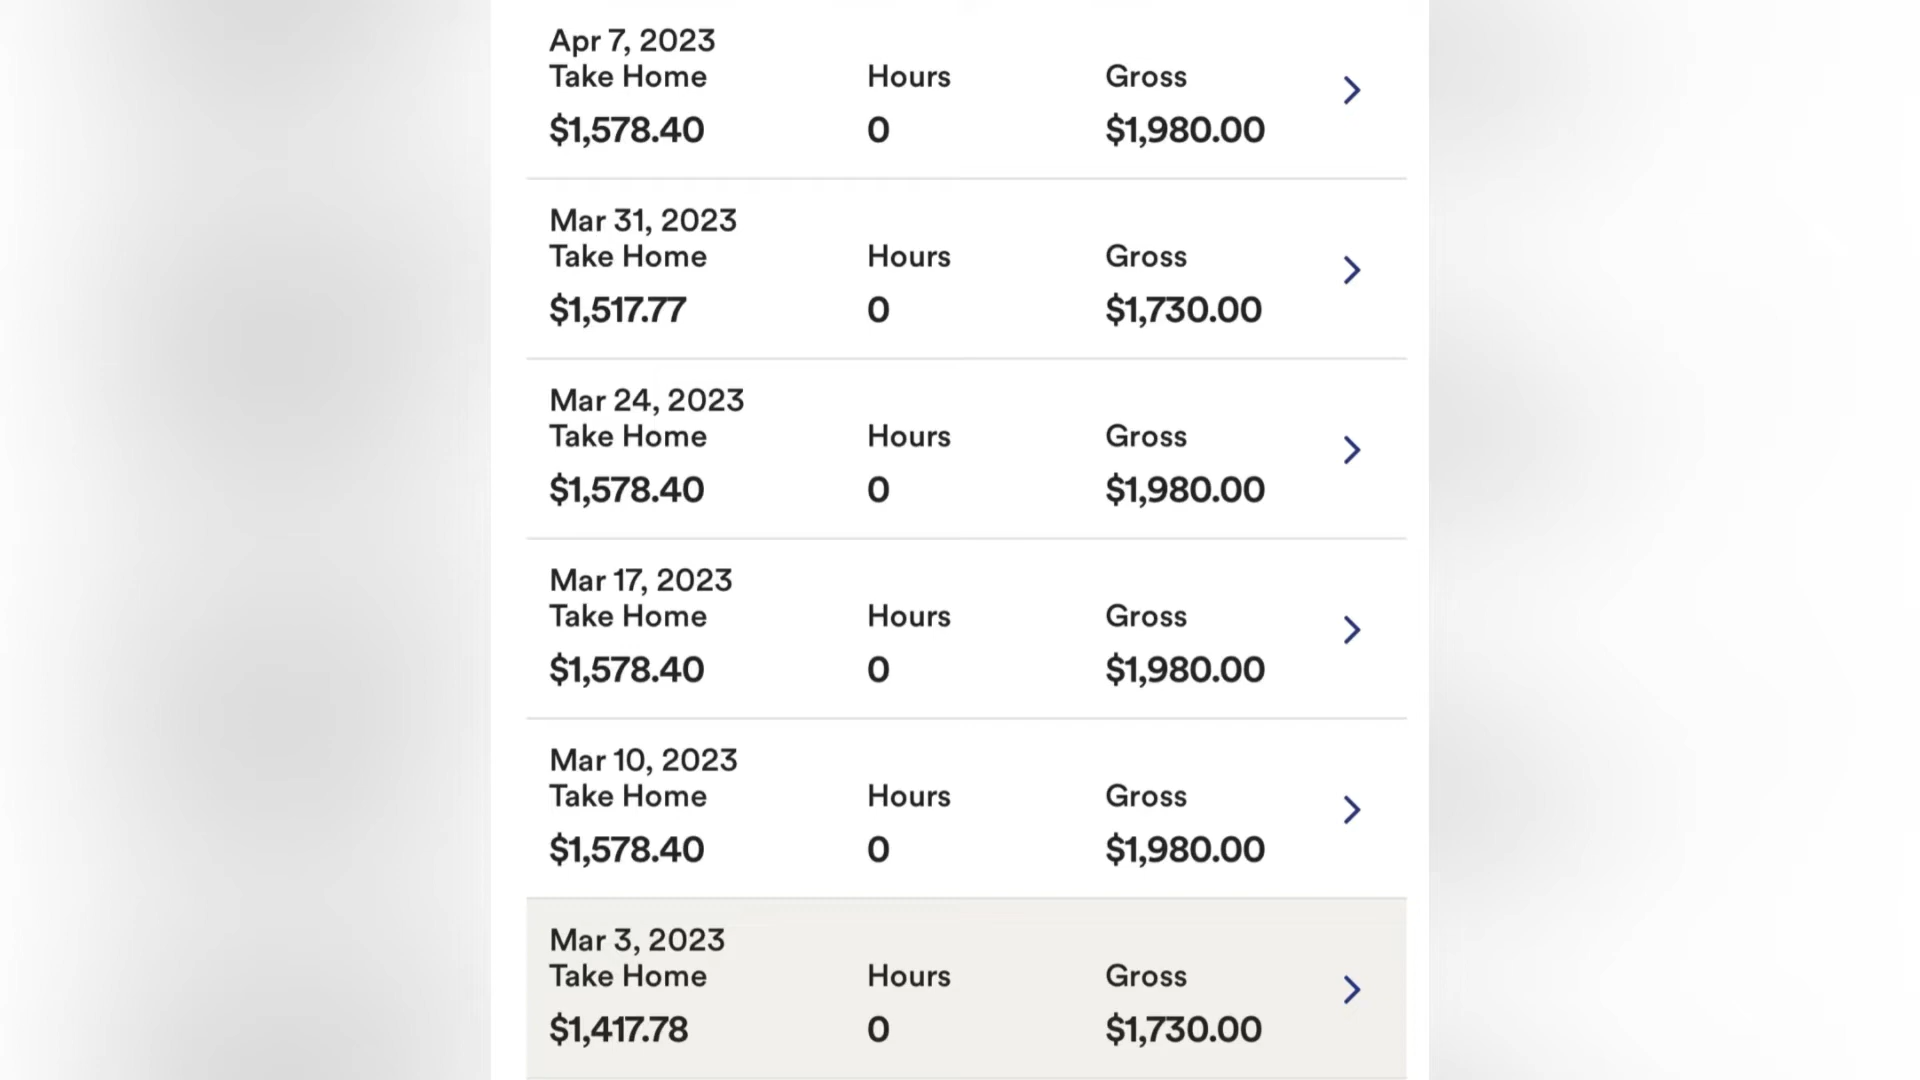 Apr 7, 2023
Take Home Hours Gross
$1,578.40 0 $1,980.00
Mar 31, 2023
Take Home Hours Gross
$1,517.77 0 $1,730.00
Mar 24, 2023
Take Home Hours Gross
$1,578.40 0 $1,980.00
Mar 17, 2023
Take Home Hours Gross
$1,578.40 0 $1,980.00
Mar 10, 2023
Take Home Hours Gross
$1,578.40 0 $1,980.00
Mar 3, 2023
Take Home Hours Gross
$1,417.78 0 $1,730.00